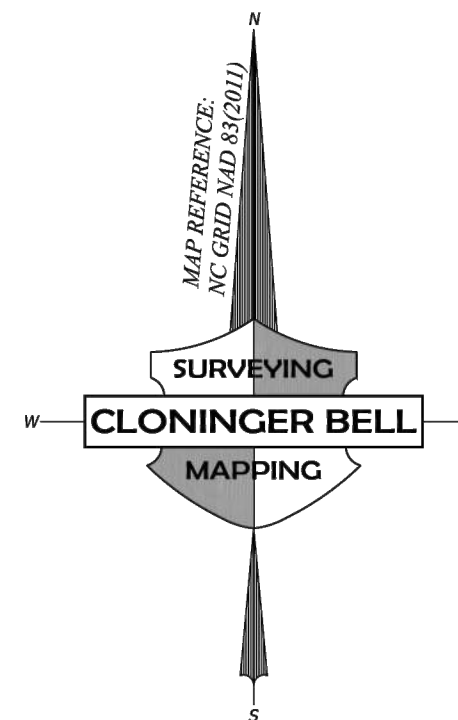 N
MAP REFERENCE:
NC GRID NAD 83(2011)
SURVEYING
W
CLONINGER BELL
MAPPING
S